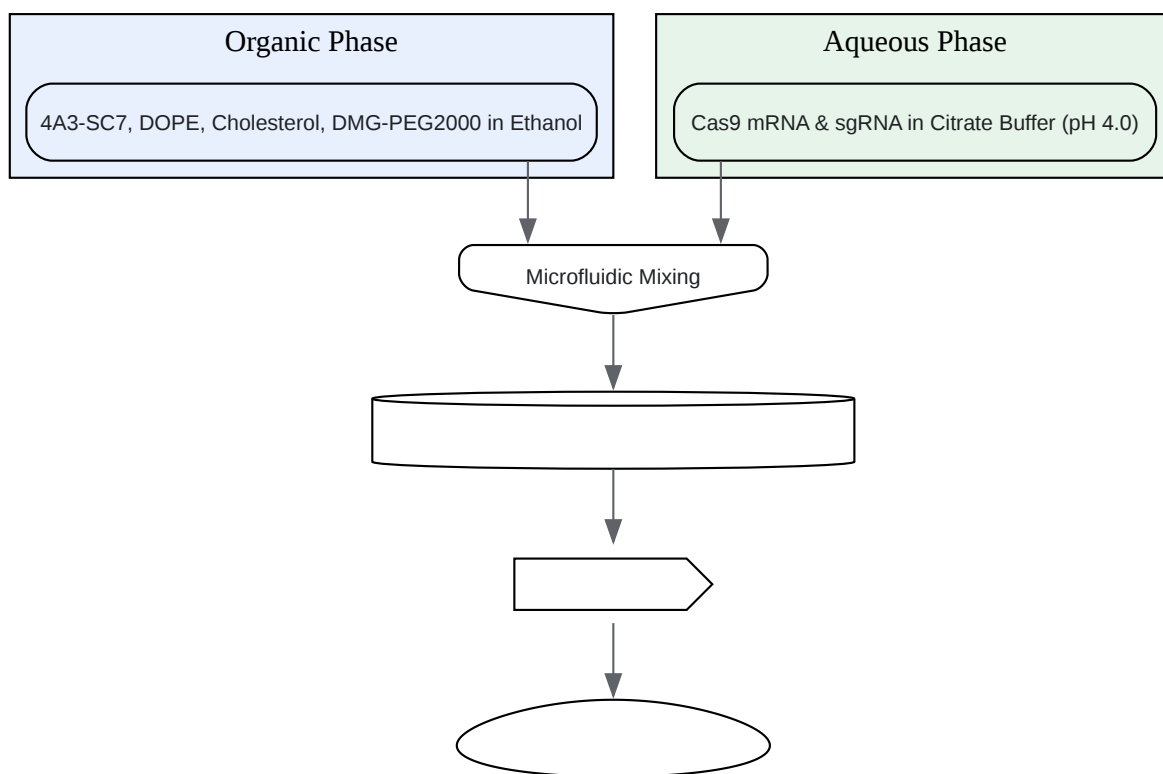 Organic Phase
Aqueous Phase
4A3-SC7, DOPE, Cholesterol, DMG-PEG2000 in Ethanol
Cas9 mRNA & sgRNA in Citrate Buffer (pH 4.0)
Microfluidic Mixing